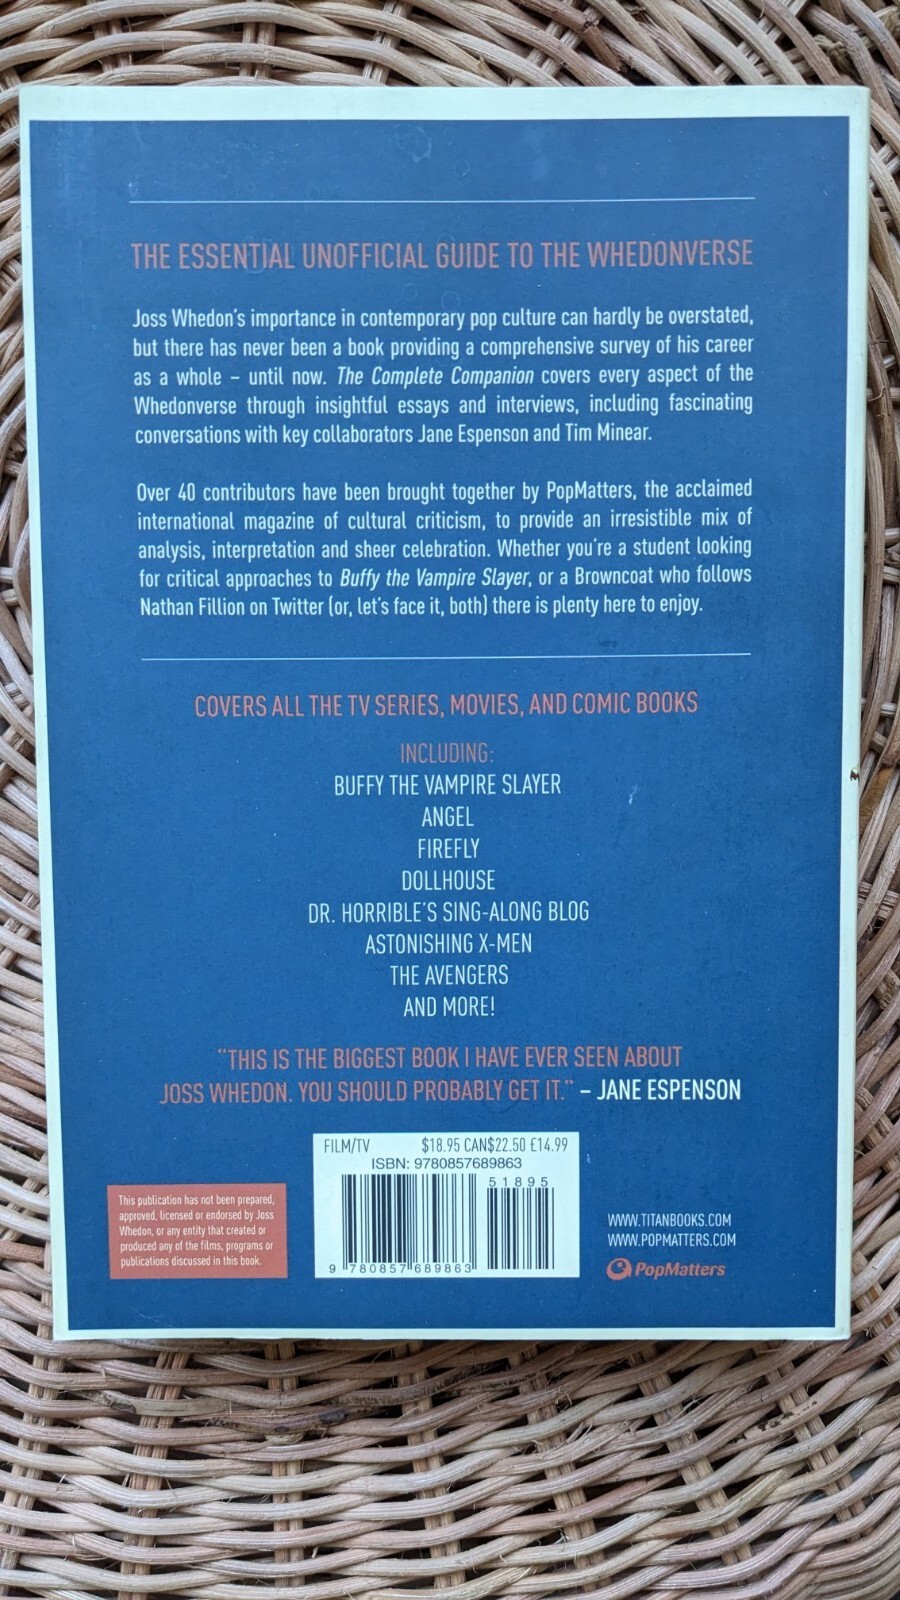 THE ESSENTIAL UNOFFICIAL GUIDE TO THE WHEDONVERSE
Joss Whedon's importance in contemporary pop culture can hardly be overstated,
but there has never been a book providing a comprehensive survey of his career
as a whole – until now. The Complete Companion covers every aspect of the
Whedonverse through insightful essays and interviews, including fascinating
conversations with key collaborators Jane Espenson and Tim Minear.
Over 40 contributors have been brought together by PopMatters, the acclaimed
international magazine of cultural criticism, to provide an irresistible mix of
analysis, interpretation and sheer celebration. Whether you're a student looking
for critical approaches to Buffy the Vampire Slayer, or a Browncoat who follows
Nathan Fillion on Twitter (or, let's face it, both) there is plenty here to enjoy.
COVERS ALL THE TV SERIES, MOVIES, AND COMIC BOOKS
INCLUDING:
BUFFY THE VAMPIRE SLAYER
ANGEL
FIREFLY
DOLLHOUSE
DR. HORRIBLE'S SING-ALONG BLOG
ASTONISHING X-MEN
THE AVENGERS
AND MORE!
"THIS IS THE BIGGEST BOOK I HAVE EVER SEEN ABOUT
JOSS WHEDON. YOU SHOULD PROBABLY GET IT." – JANE ESPENSON
This publication has not been prepared,
approved, licensed or endorsed by Joss
Whedon, or any entity that created or
produced any of the films, programs or
publications discussed in this book.
FILM/TV $18.95 CAN$22.50 £14.99
ISBN: 9780857689863
51895
9 780857 689863
WWW.TITANBOOKS.COM
WWW.POPMATTERS.COM
PopMatters